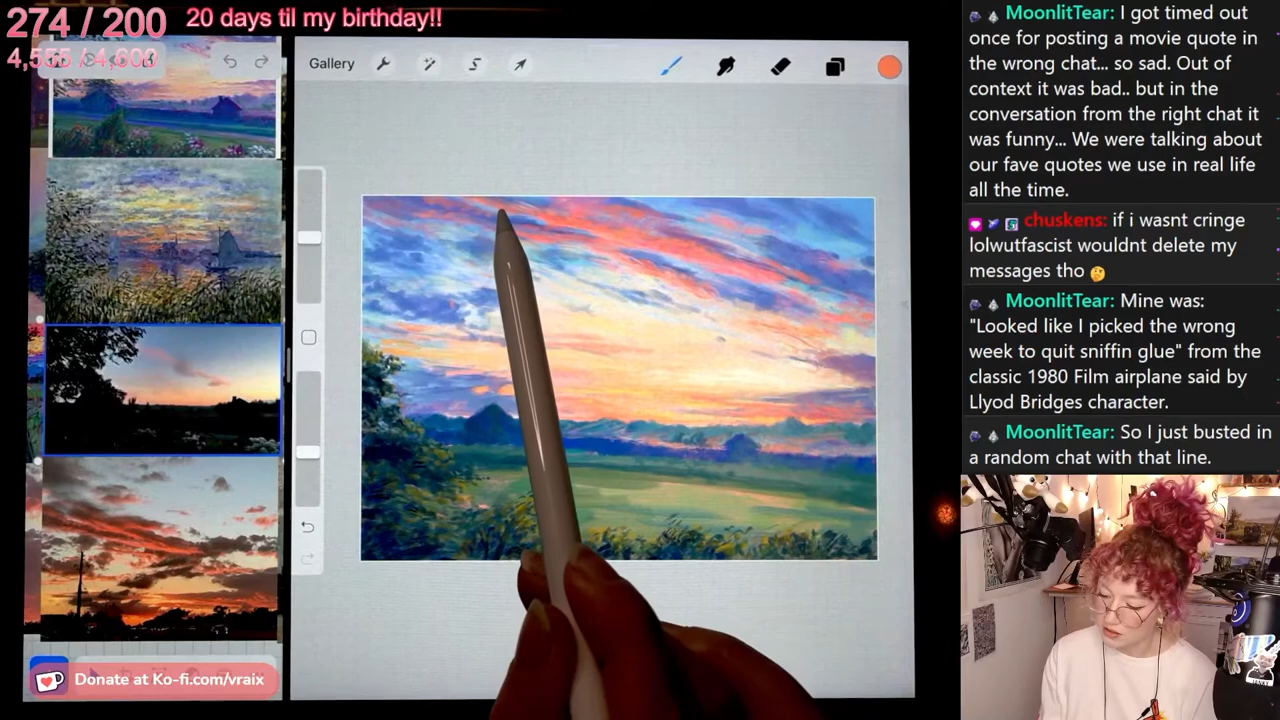 274 / 200
20 days til my birthday!!
4,555 / 4,600
Gallery
Donate at Ko-fi.com/vraix
MoonlitTear: I got timed out
once for posting a movie quote in
the wrong chat... so sad. Out of
context it was bad.. but in the
conversation from the right chat it
was funny... We were talking about
our fave quotes we use in real life
all the time.
chuskens: if i wasnt cringe
lolwutfascist wouldnt delete my
messages tho
MoonlitTear: Mine was:
"Looked like I picked the wrong
week to quit sniffin glue" from the
classic 1980 Film airplane said by
Llyod Bridges character.
MoonlitTear: So I just busted in
a random chat with that line.